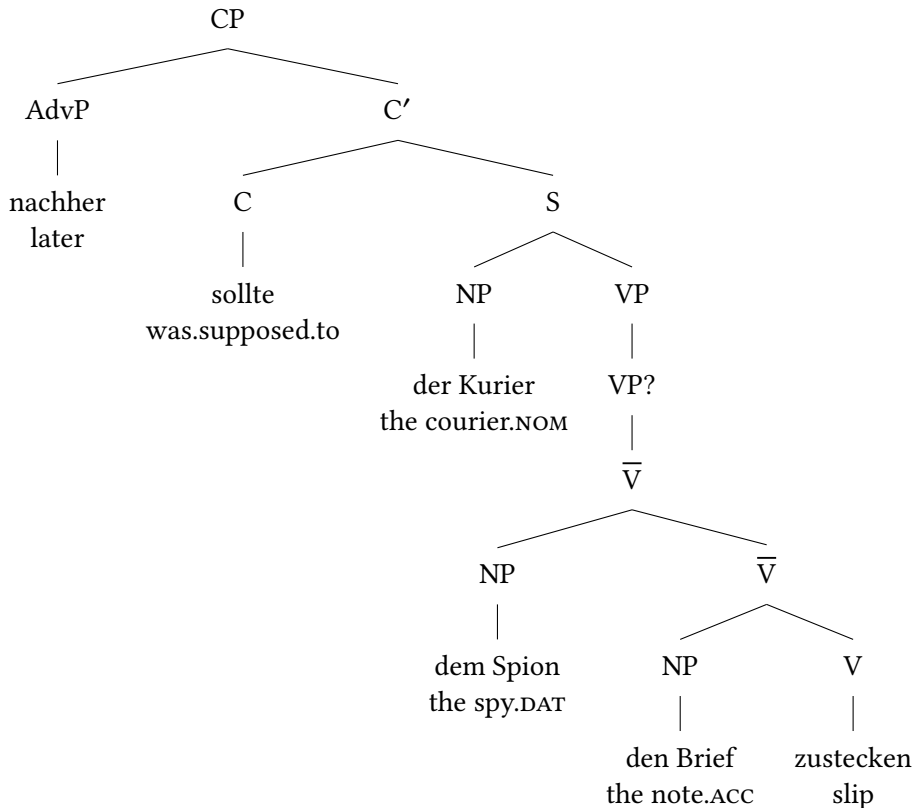 CP
AdvP C′
nachher
later
C S
sollte
was.supposed.to
NP VP
der Kurier
the courier.NOM
VP?
V̅
NP V̅
dem Spion
the spy.DAT
NP V
den Brief
the note.ACC
zustecken
slip